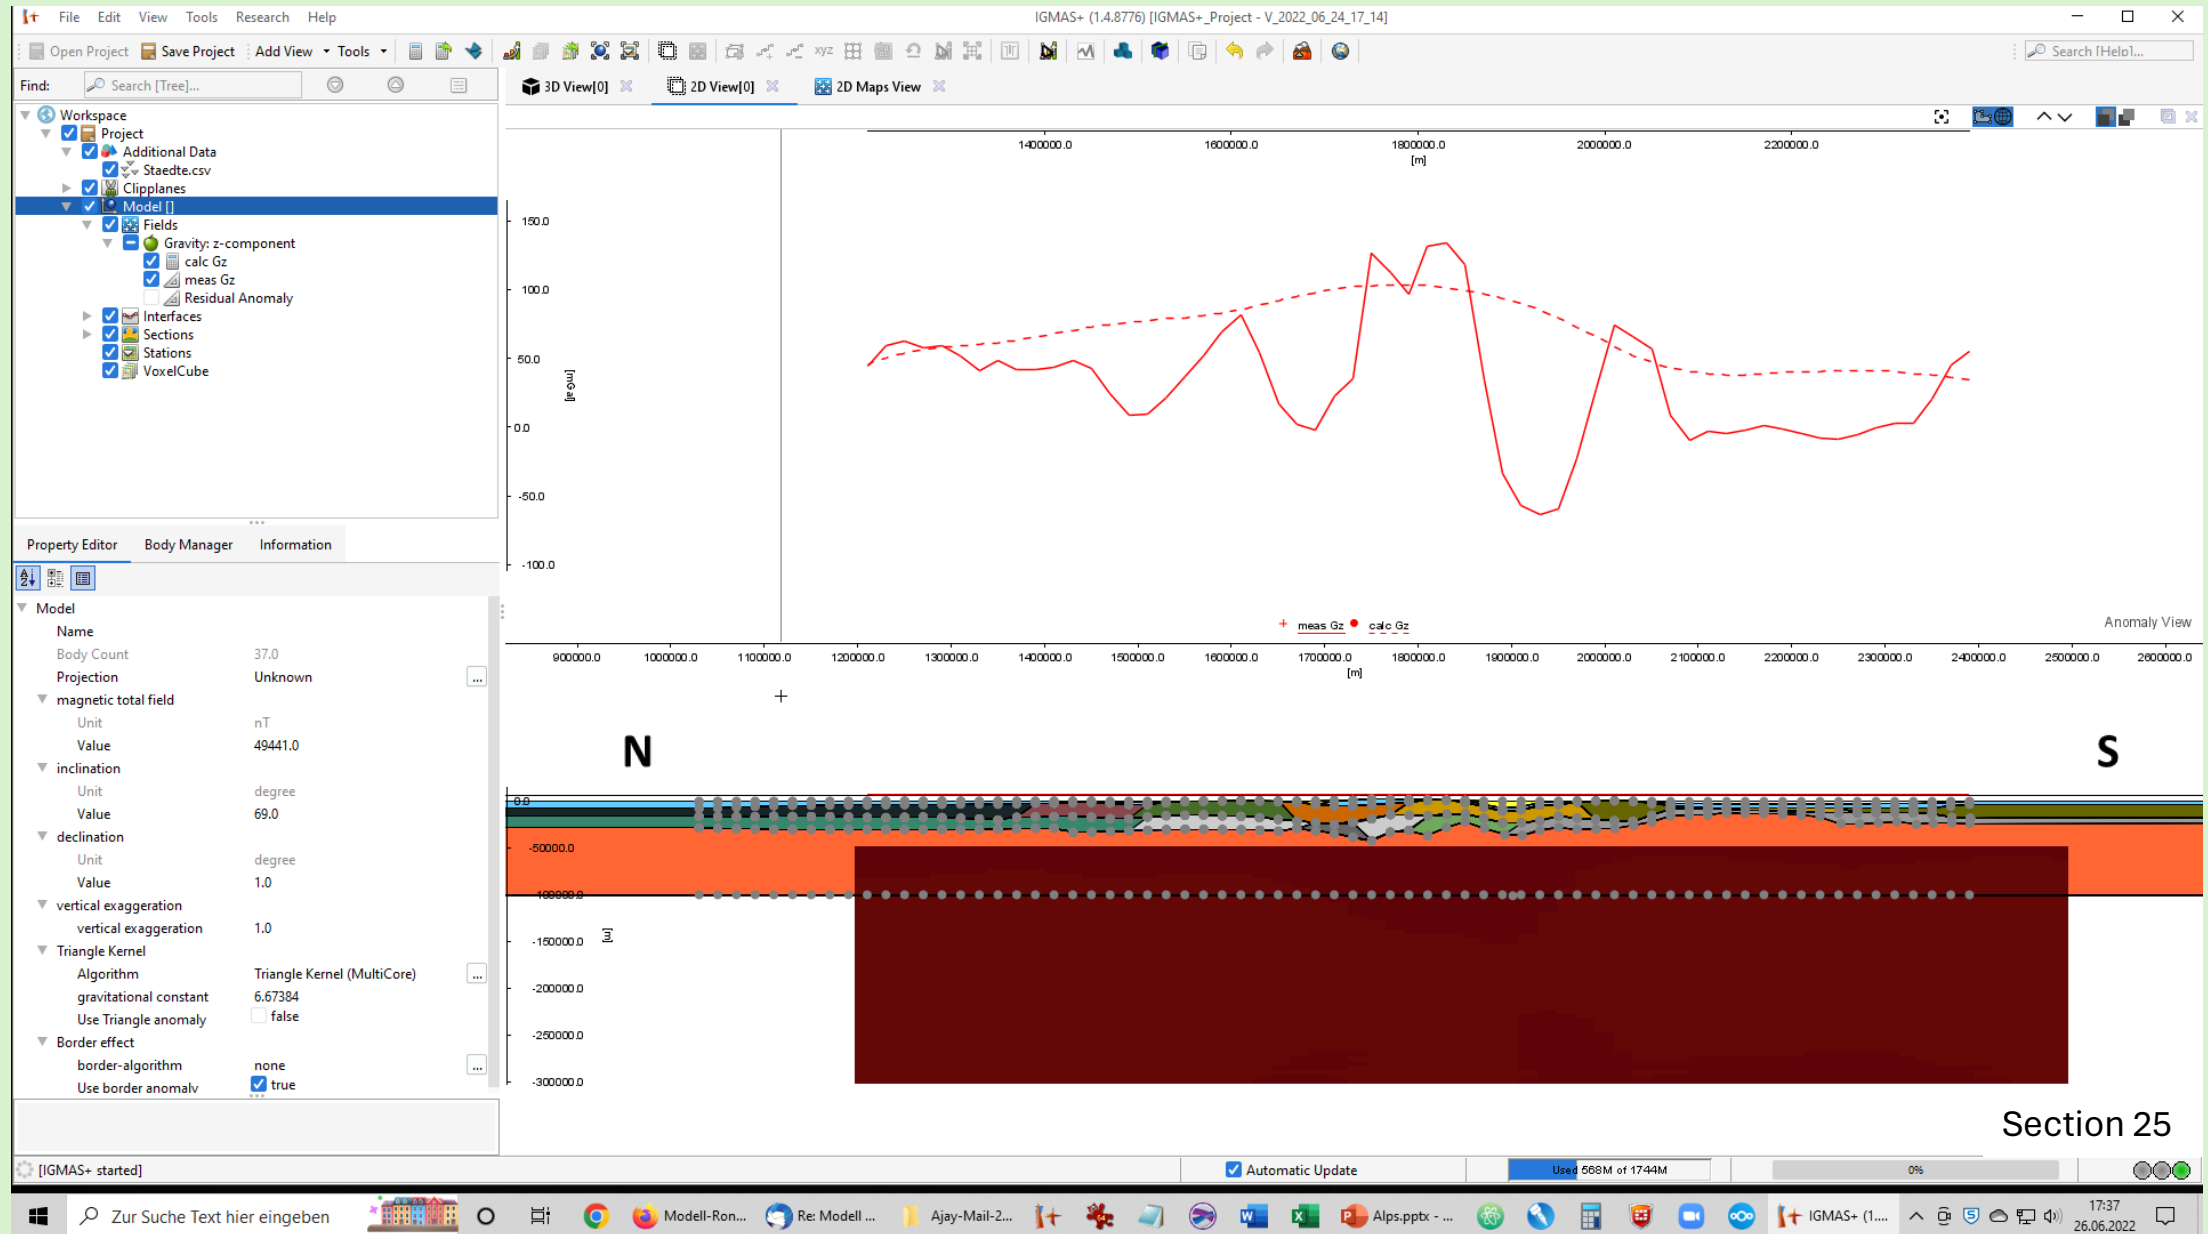 File Edit View Tools Research Help
IGMAS+ (1.4.8776) [IGMAS+_Project - V_2022_06_24_17_14]
Open Project Save Project Add View Tools xyz Search [Help]...
Find: Search [Tree]...
3D View[0] 2D View[0] 2D Maps View
Workspace
Project
Additional Data
Staedte.csv
Clipplanes
Model []
Fields
Gravity: z-component
calc Gz
meas Gz
Residual Anomaly
Interfaces
Sections
Stations
VoxelCube
Property Editor Body Manager Information
Model
Name
Body Count 37.0
Projection Unknown ...
magnetic total field
Unit nT
Value 49441.0
inclination
Unit degree
Value 69.0
declination
Unit degree
Value 1.0
vertical exaggeration
vertical exaggeration 1.0
Triangle Kernel
Algorithm Triangle Kernel (MultiCore) ...
gravitational constant 6.67384
Use Triangle anomaly false
Border effect
border-algorithm none ...
Use border anomaly true
1400000.0 1600000.0 1800000.0 2000000.0 2200000.0
[m]
150.0
100.0
50.0
[mGal]
0.0
-50.0
-100.0
meas Gz calc Gz
Anomaly View
900000.0 1000000.0 1100000.0 1200000.0 1300000.0 1400000.0 1500000.0 1600000.0 1700000.0 1800000.0 1900000.0 2000000.0 2100000.0 2200000.0 2300000.0 2400000.0 2500000.0 2600000.0
[m]
N S
0.0
-50000.0
-100000.0
-150000.0
[m]
-200000.0
-250000.0
-300000.0
Section 25
[IGMAS+ started] Automatic Update Used 568M of 1744M 0%
Zur Suche Text hier eingeben Modell-Ron... Re: Modell ... Ajay-Mail-2... Alps.pptx - ... IGMAS+ (1....
17:37
26.06.2022